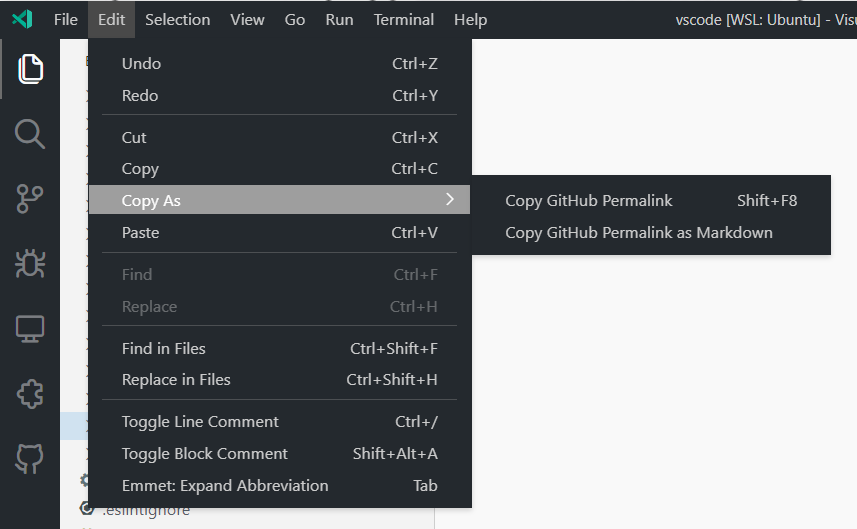 File Edit Selection View Go Run Terminal Help vscode [WSL: Ubuntu] - Visu
Undo Ctrl+Z
Redo Ctrl+Y
Cut Ctrl+X
Copy Ctrl+C
Copy As
Copy GitHub Permalink Shift+F8
Paste Ctrl+V
Copy GitHub Permalink as Markdown
Find Ctrl+F
Replace Ctrl+H
Find in Files Ctrl+Shift+F
Replace in Files Ctrl+Shift+H
Toggle Line Comment Ctrl+/
Toggle Block Comment Shift+Alt+A
Emmet: Expand Abbreviation Tab
.eslintignore